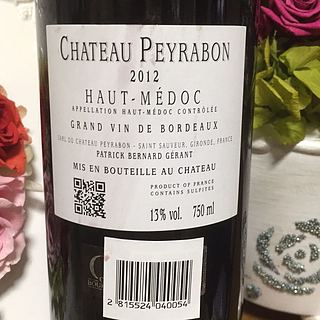 CHATEAU PEYRABON
2012
HAUT-MÉDOC
APPELLATION HAUT-MÉDOC CONTRÔLÉE
GRAND VIN DE BORDEAUX
SARL DU CHATEAU PEYRABON - SAINT SAUVEUR, GIRONDE, FRANCE
PATRICK BERNARD GÉRANT
MIS EN BOUTEILLE AU CHATEAU
PRODUCT OF FRANCE
CONTAINS SULFITES
13% vol. 750 ml
2 815524 040054